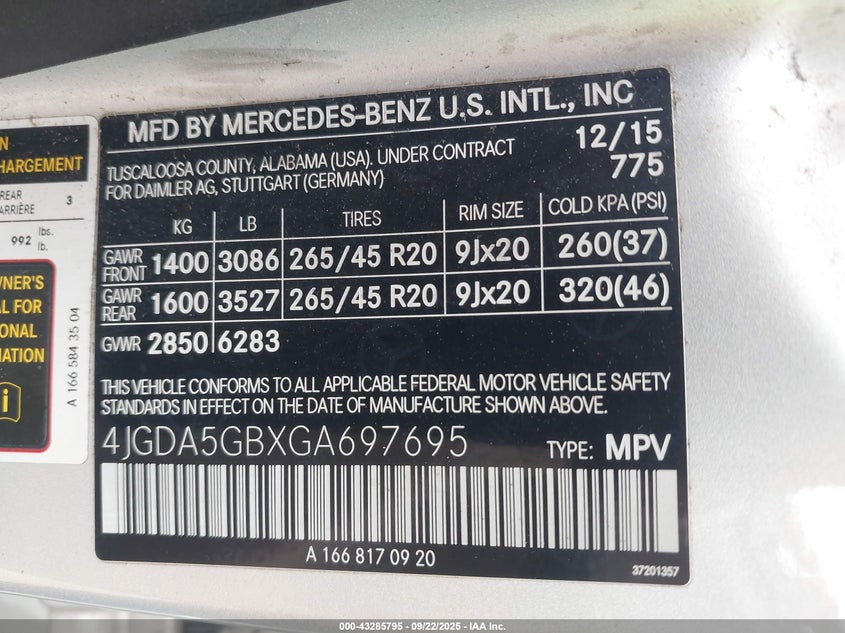 N
CHARGEMENT
REAR
ARRIÈRE 3
992 lbs.
lb.
WNER'S
AL FOR
IONAL
MATION
i
A 166 584 35 04
MFD BY MERCEDES-BENZ U.S. INTL., INC
TUSCALOOSA COUNTY, ALABAMA (USA). UNDER CONTRACT 12/15
FOR DAIMLER AG, STUTTGART (GERMANY) 775
KG LB TIRES RIM SIZE COLD KPA (PSI)
GAWR FRONT 1400 3086 265/45 R20 9Jx20 260(37)
GAWR REAR 1600 3527 265/45 R20 9Jx20 320(46)
GVWR 2850 6283
THIS VEHICLE CONFORMS TO ALL APPLICABLE FEDERAL MOTOR VEHICLE SAFETY
STANDARDS IN EFFECT ON THE DATE OF MANUFACTURE SHOWN ABOVE.
4JGDA5GBXGA697695 TYPE: MPV
A 166 817 09 20
37201357
000-43285795 - 09/22/2025 - IAA Inc.